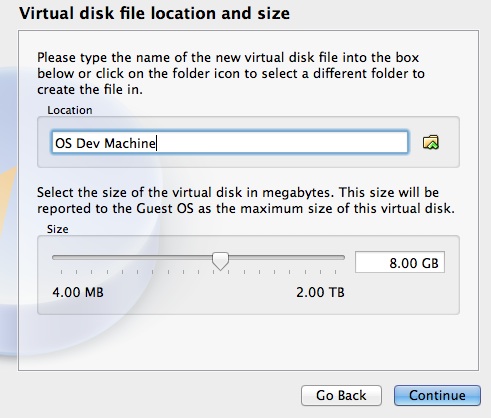 Virtual disk file location and size
Please type the name of the new virtual disk file into the box
below or click on the folder icon to select a different folder to
create the file in.
Location
OS Dev Machine
Select the size of the virtual disk in megabytes. This size will be
reported to the Guest OS as the maximum size of this virtual disk.
Size
8.00 GB
4.00 MB 2.00 TB
Go Back Continue